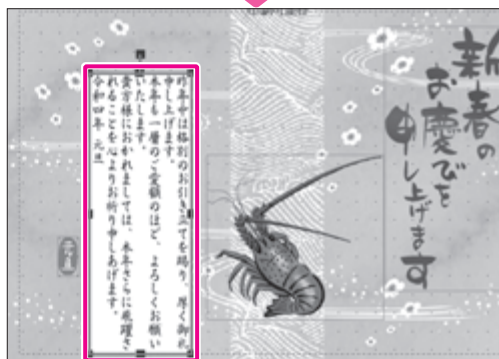 新春の
お慶びを
申し上げます
昨年中は格別のお引き立てを賜り、厚く御礼
申し上げます。
本年も一層のご愛顧のほど、よろしくお願い
いたします。
貴方様におかれましては、本年さらに飛躍さ
れることを心よりお祈り申しあげます。
令和四年 元旦